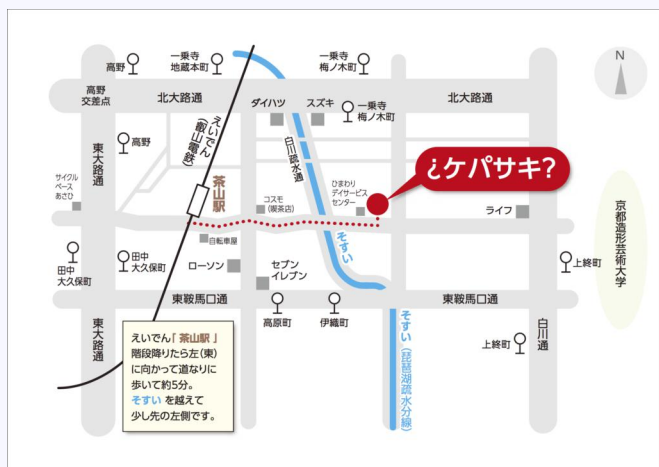 高野
一乗寺
地蔵本町
一乗寺
梅ノ木町
N
高野
交差点
北大路通
ダイハツ
スズキ
一乗寺
梅ノ木町
北大路通
高野
えいでん
(叡山電鉄)
白川疏水通
¿ケパサキ?
東大路通
サイクル
ベース
あさひ
茶山駅
コスモ
(喫茶店)
ひまわり
デイサービス
センター
ライフ
京都造形芸術大学
自転車屋
そすい
田中
大久保町
田中
大久保町
ローソン
セブン
イレブン
上終町
東鞍馬口通
東鞍馬口通
高原町
伊織町
東大路通
白川通
上終町
そすい(琵琶湖疏水分線)
えいでん「 茶山駅 」
階段降りたら左(東)
に向かって道なりに
歩いて約5分。
そすい を越えて
少し先の左側です。